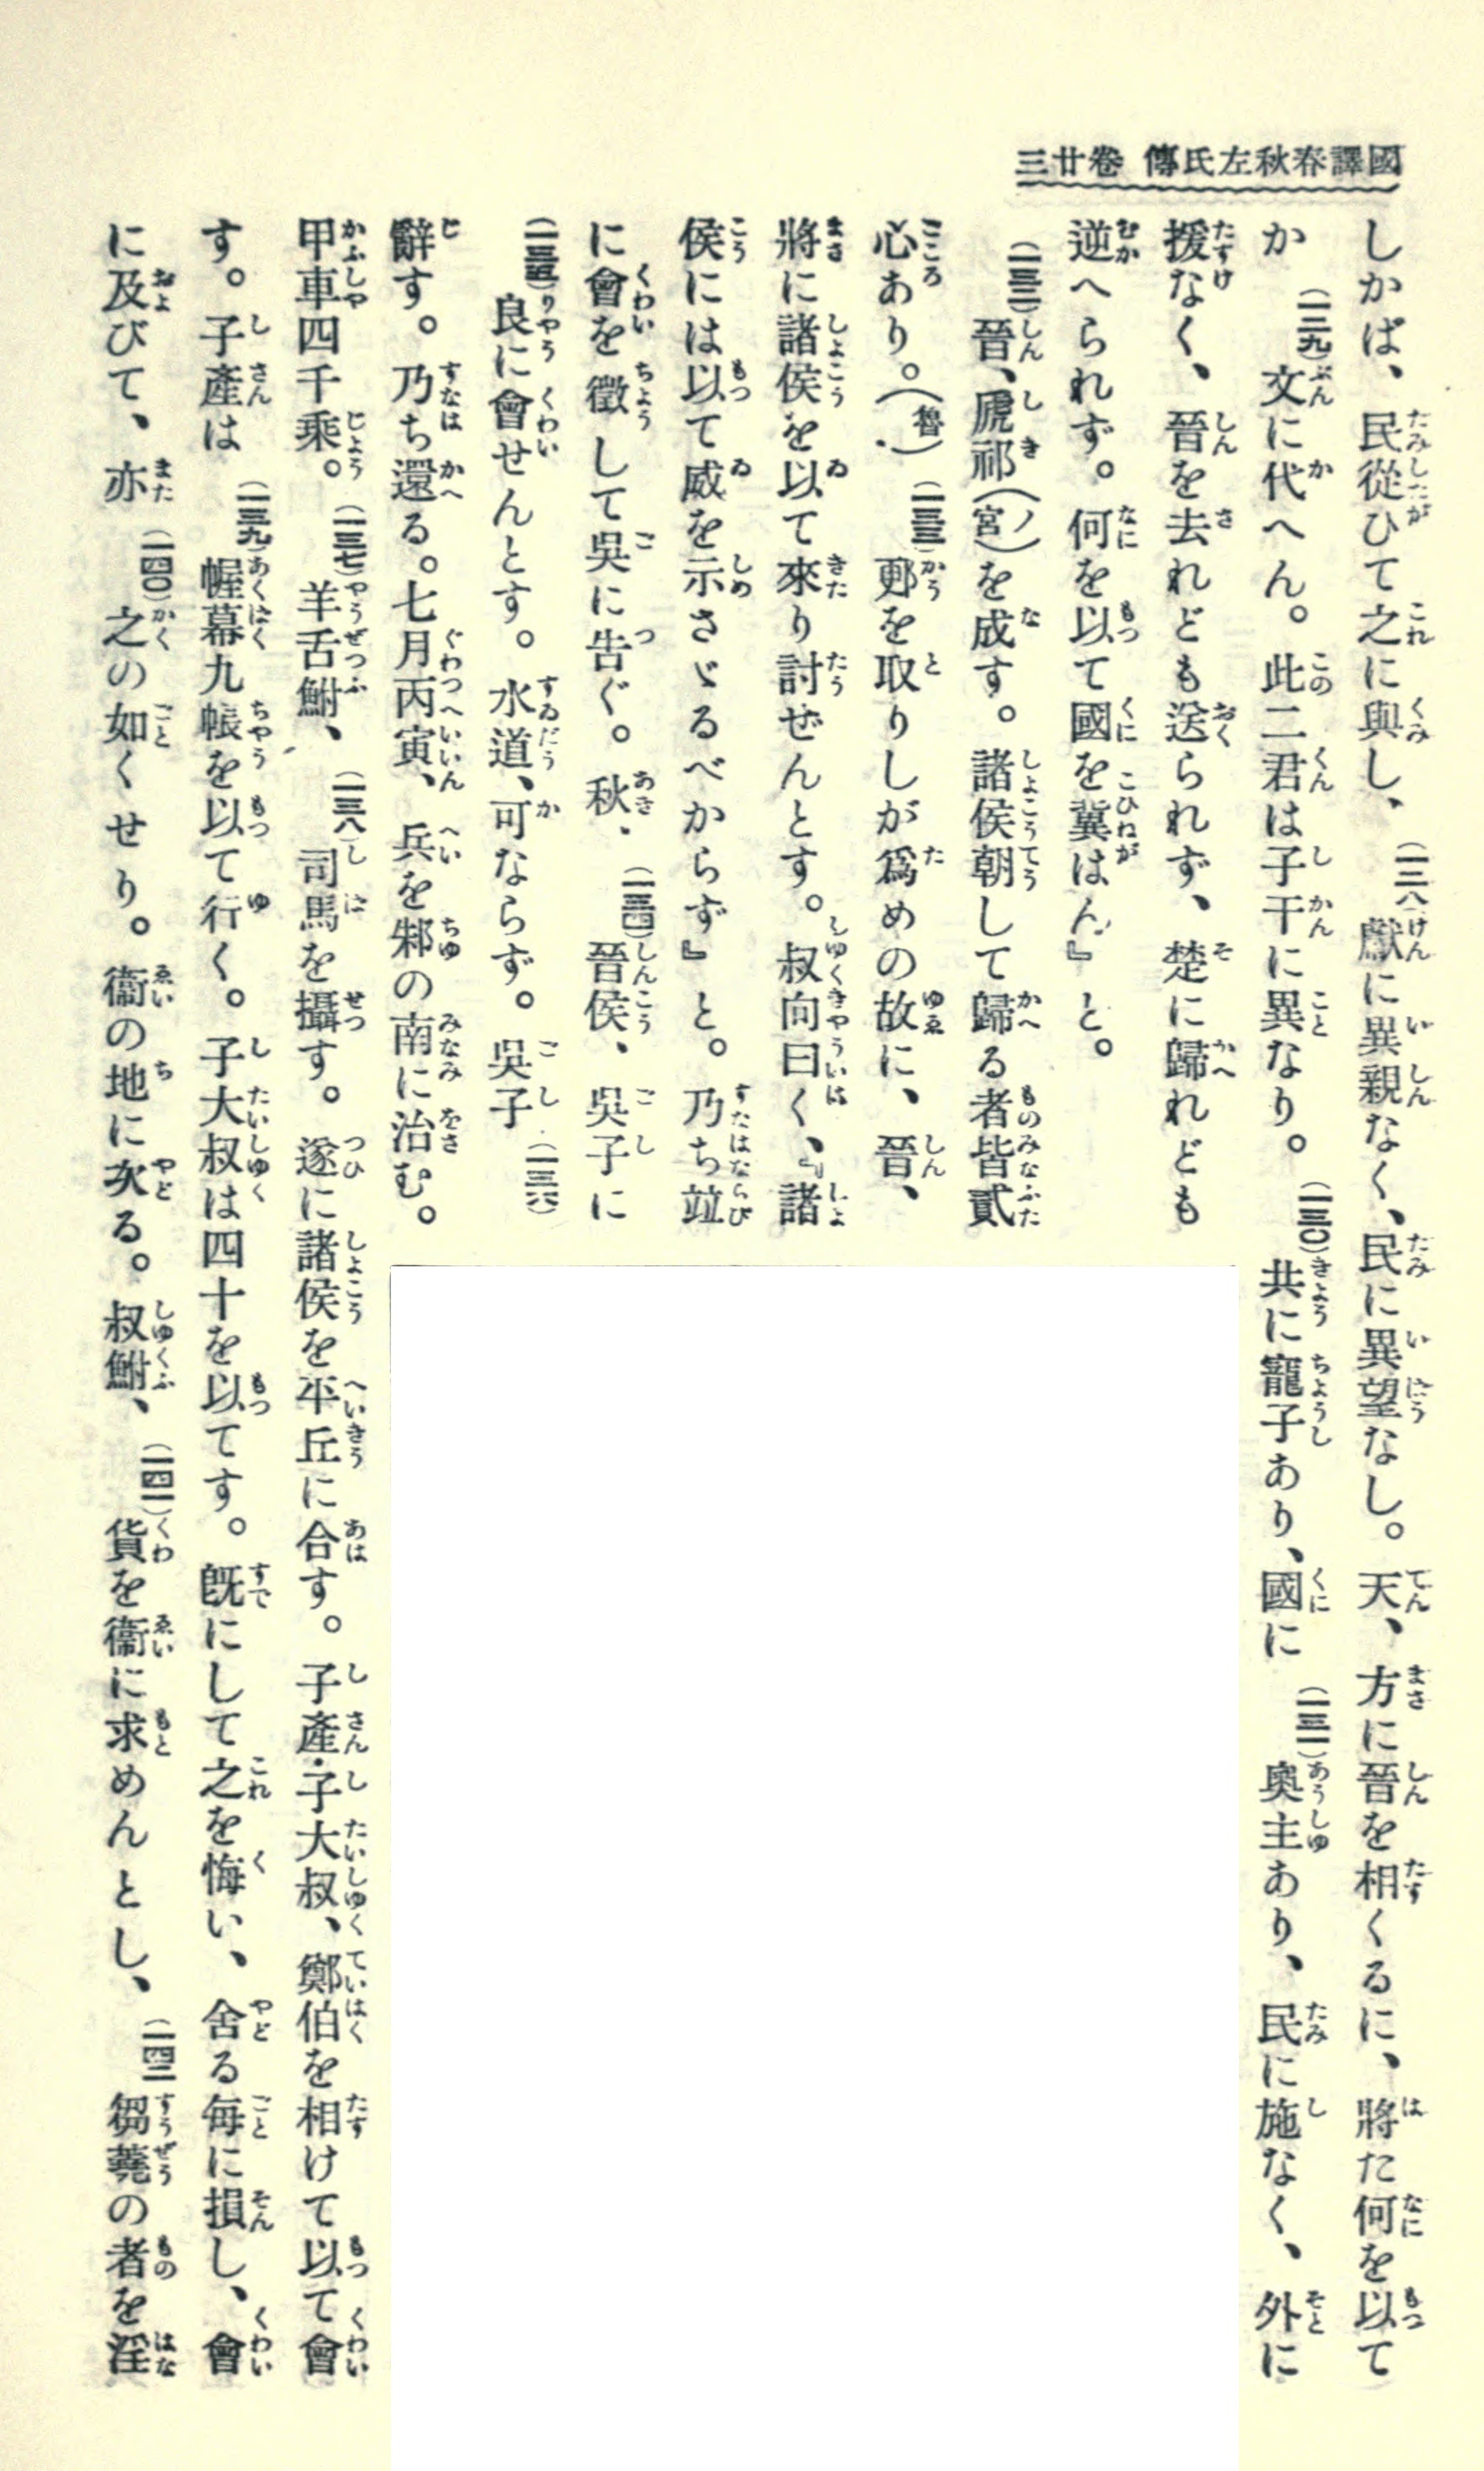 國譯春秋左氏傳 卷廿三
しかば、民從ひて之に與し、(一二八)獻に異親なく、民に異望なし。天、方に晉を相くるに、將た何を以て
か(一二九)文に代へん。此二君は子干に異なり。(一三〇)共に寵子あり、國に(一三一)奧主あり、民に施なく、外に
援なく、晉を去れども送られず、楚に歸れども
逆へられず。何を以て國を冀はん』と。
(一三二)晉、虒祁(ノ宮)を成す。諸侯朝して歸る者皆貳
心あり。(魯)(一三三)郠を取りしが爲めの故に、晉、
將に諸侯を以て來り討ぜんとす。叔向曰く、『諸
侯には以て威を示さゞるべからず』と。乃ち竝
に會を徵して吳に吿ぐ。秋、(一三四)晉侯、吳子に
(一三五)良に會せんとす。水道、可ならず。吳子(一三六)
辭す。乃ち還る。七月丙寅、兵を邾の南に治む。
甲車四千乘。(一三七)羊舌鮒、(一三八)司馬を攝す。遂に諸侯を平丘に合す。子產・子大叔、鄭伯を相けて以て會
す。子產は(一三九)幄幕九帳を以て行く。子大叔は四十を以てす。既にして之を悔い、舍る每に損し、會
に及びて、亦(一四〇)之の如くせり。衞の地に次る。叔鮒、(一四一)貨を衞に求めんとし、(一四二)芻蕘の者を淫